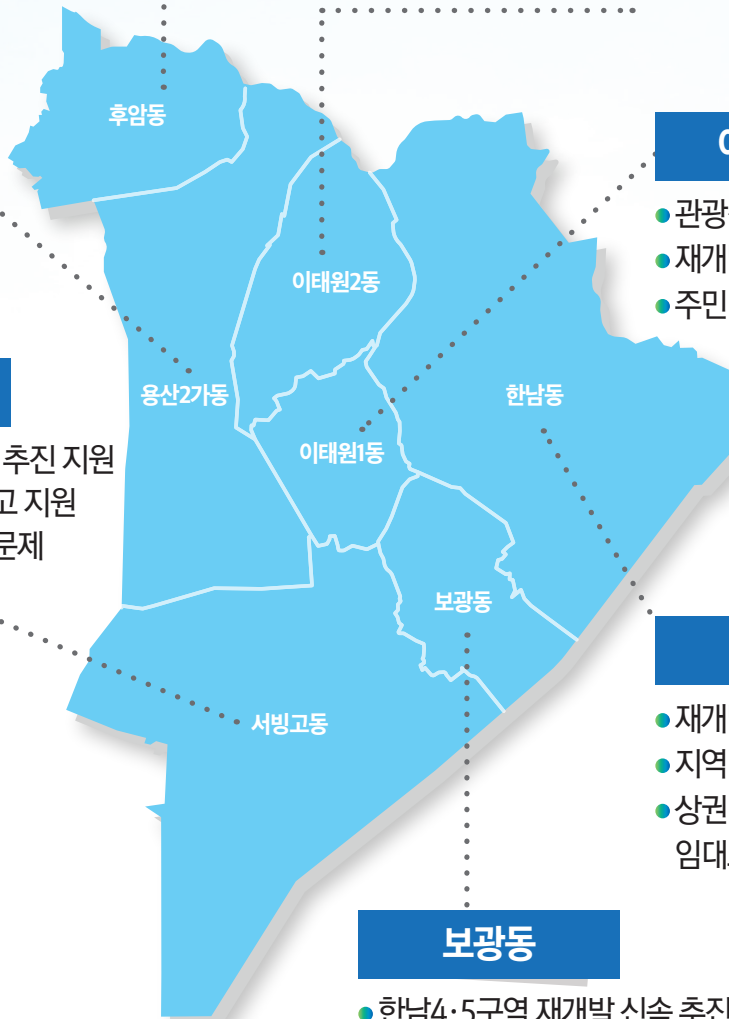 후암동
이태원2동
관광
재개
주민
용산2가동
한남동
이태원1동
추진 지원
고 지원
문제
보광동
서빙고동
재개
지역
상권
임대
보광동
한남4·5구역 재개발 신속 추진